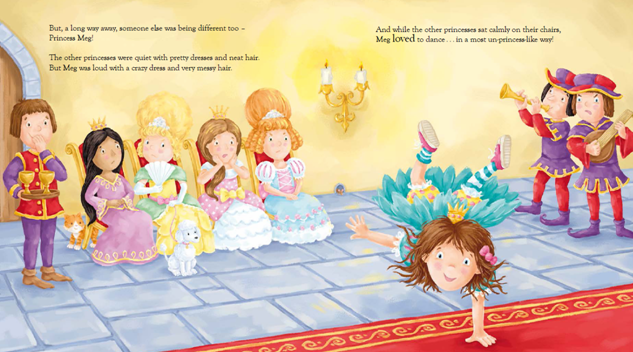 But, a long way away, someone else was being different too –
Princess Meg!
The other princesses were quiet with pretty dresses and neat hair.
But Meg was loud with a crazy dress and very messy hair.
And while the other princesses sat calmly on their chairs,
Meg loved to dance . . . in a most un-princess-like way!